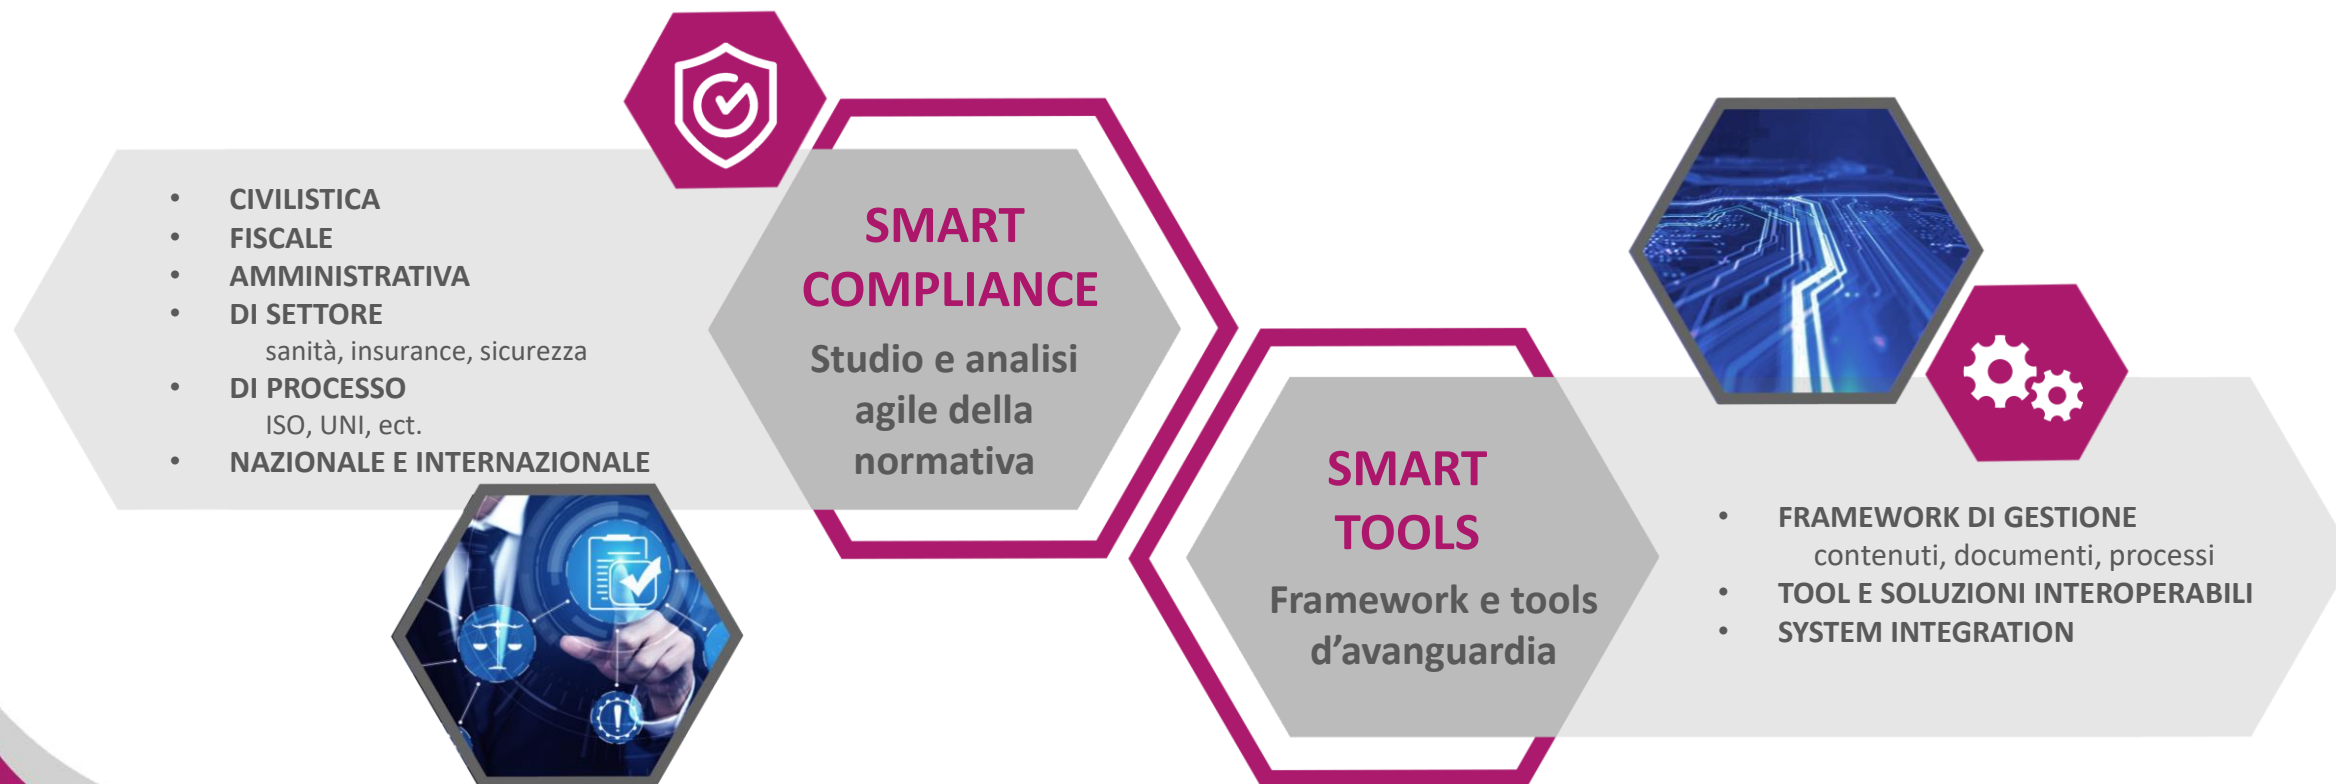 • CIVILISTICA
• FISCALE
• AMMINISTRATIVA
• DI SETTORE
sanità, insurance, sicurezza
• DI PROCESSO
ISO, UNI, ect.
• NAZIONALE E INTERNAZIONALE
SMART
COMPLIANCE
Studio e analisi
agile della
normativa
SMART
TOOLS
Framework e tools
d’avanguardia
• FRAMEWORK DI GESTIONE
contenuti, documenti, processi
• TOOL E SOLUZIONI INTEROPERABILI
• SYSTEM INTEGRATION